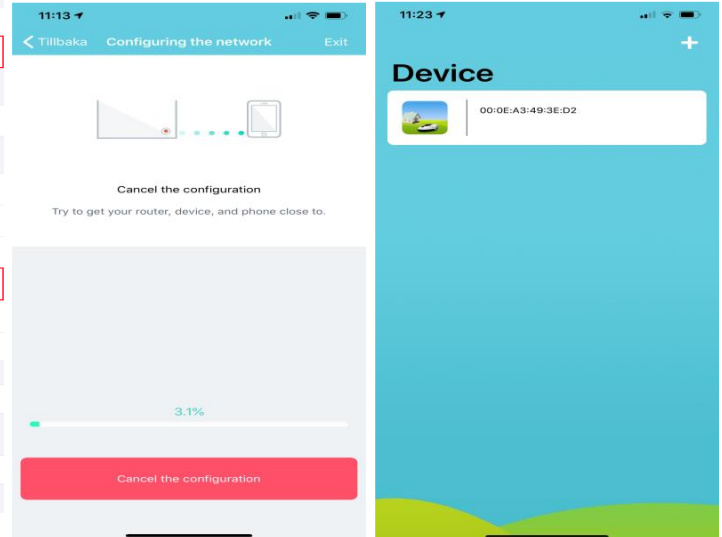 11:13
Tillbaka Configuring the network Exit
Cancel the configuration
Try to get your router, device, and phone close to.
3.1%
Cancel the configuration
11:23
+
Device
00:0E:A3:49:3E:D2